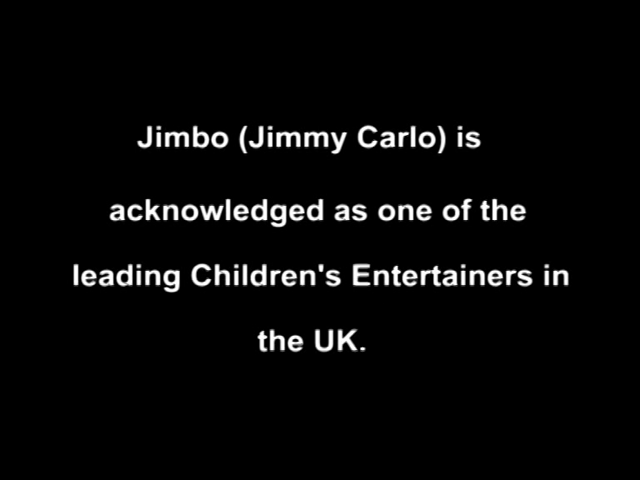 Jimbo (Jimmy Carlo) is
acknowledged as one of the
leading Children's Entertainers in
the UK.